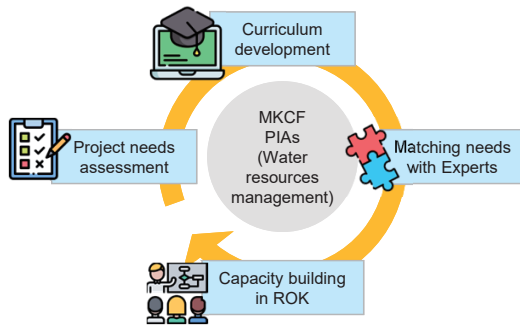 Curriculum
development
MKCF
PIAs
(Water
resources
management)
Project needs
assessment
Matching needs
with Experts
Capacity building
in ROK